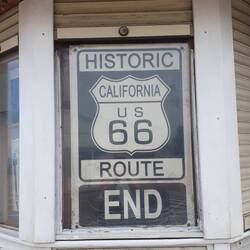 HISTORIC
CALIFORNIA
US
66
ROUTE
END